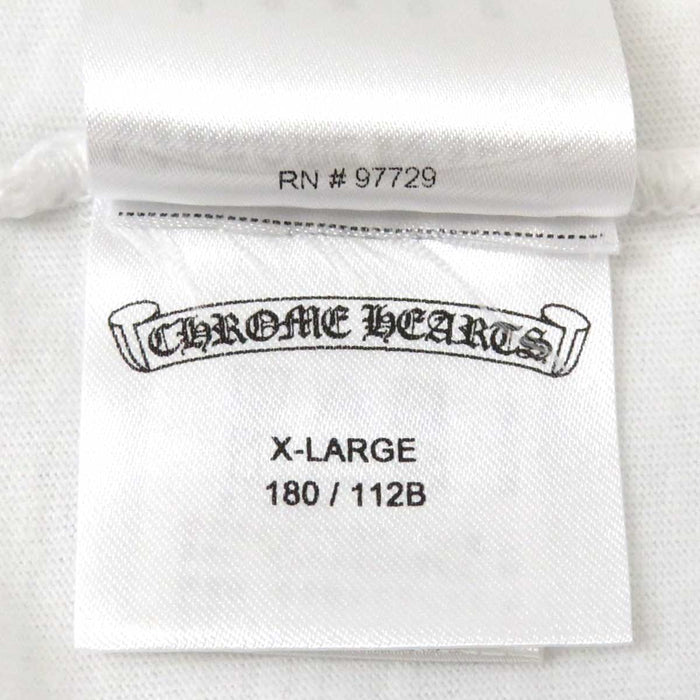 RN # 97729
CHROME HEARTS
X-LARGE
180 / 112B